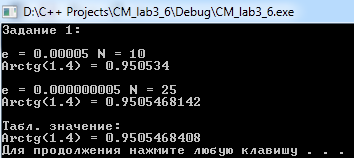 D:\C++ Projects\CM_lab3_6\Debug\CM_lab3_6.exe
Задание 1:
e = 0.00005 N = 10
Arctg(1.4) = 0.950534
e = 0.000000005 N = 25
Arctg(1.4) = 0.9505468142
Табл. значение:
Arctg(1.4) = 0.9505468408
Для продолжения нажмите любую клавишу . . .